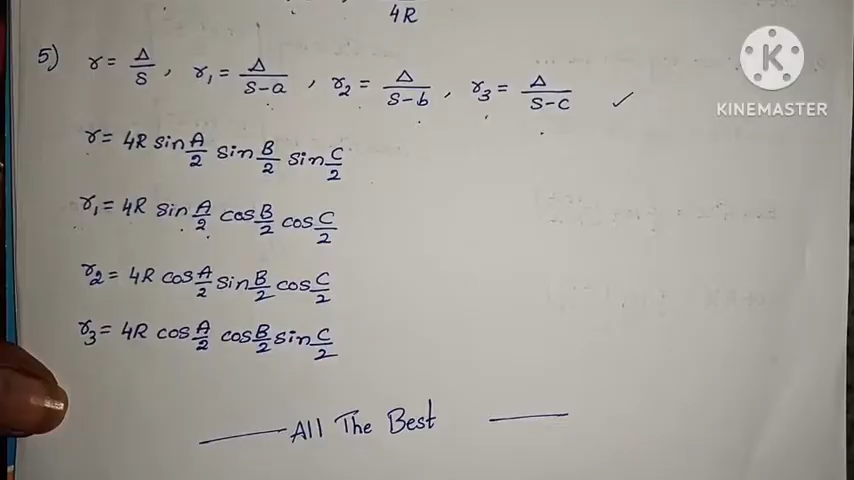 4R
5) r = Δ/S, r₁ = Δ/S-a, r₂ = Δ/S-b, r₃ = Δ/S-c ✓
r = 4R sin A/2 sin B/2 sin C/2
r₁ = 4R sin A/2 cos B/2 cos C/2
r₂ = 4R cos A/2 sin B/2 cos C/2
r₃ = 4R cos A/2 cos B/2 sin C/2
All The Best
K
KINEMASTER